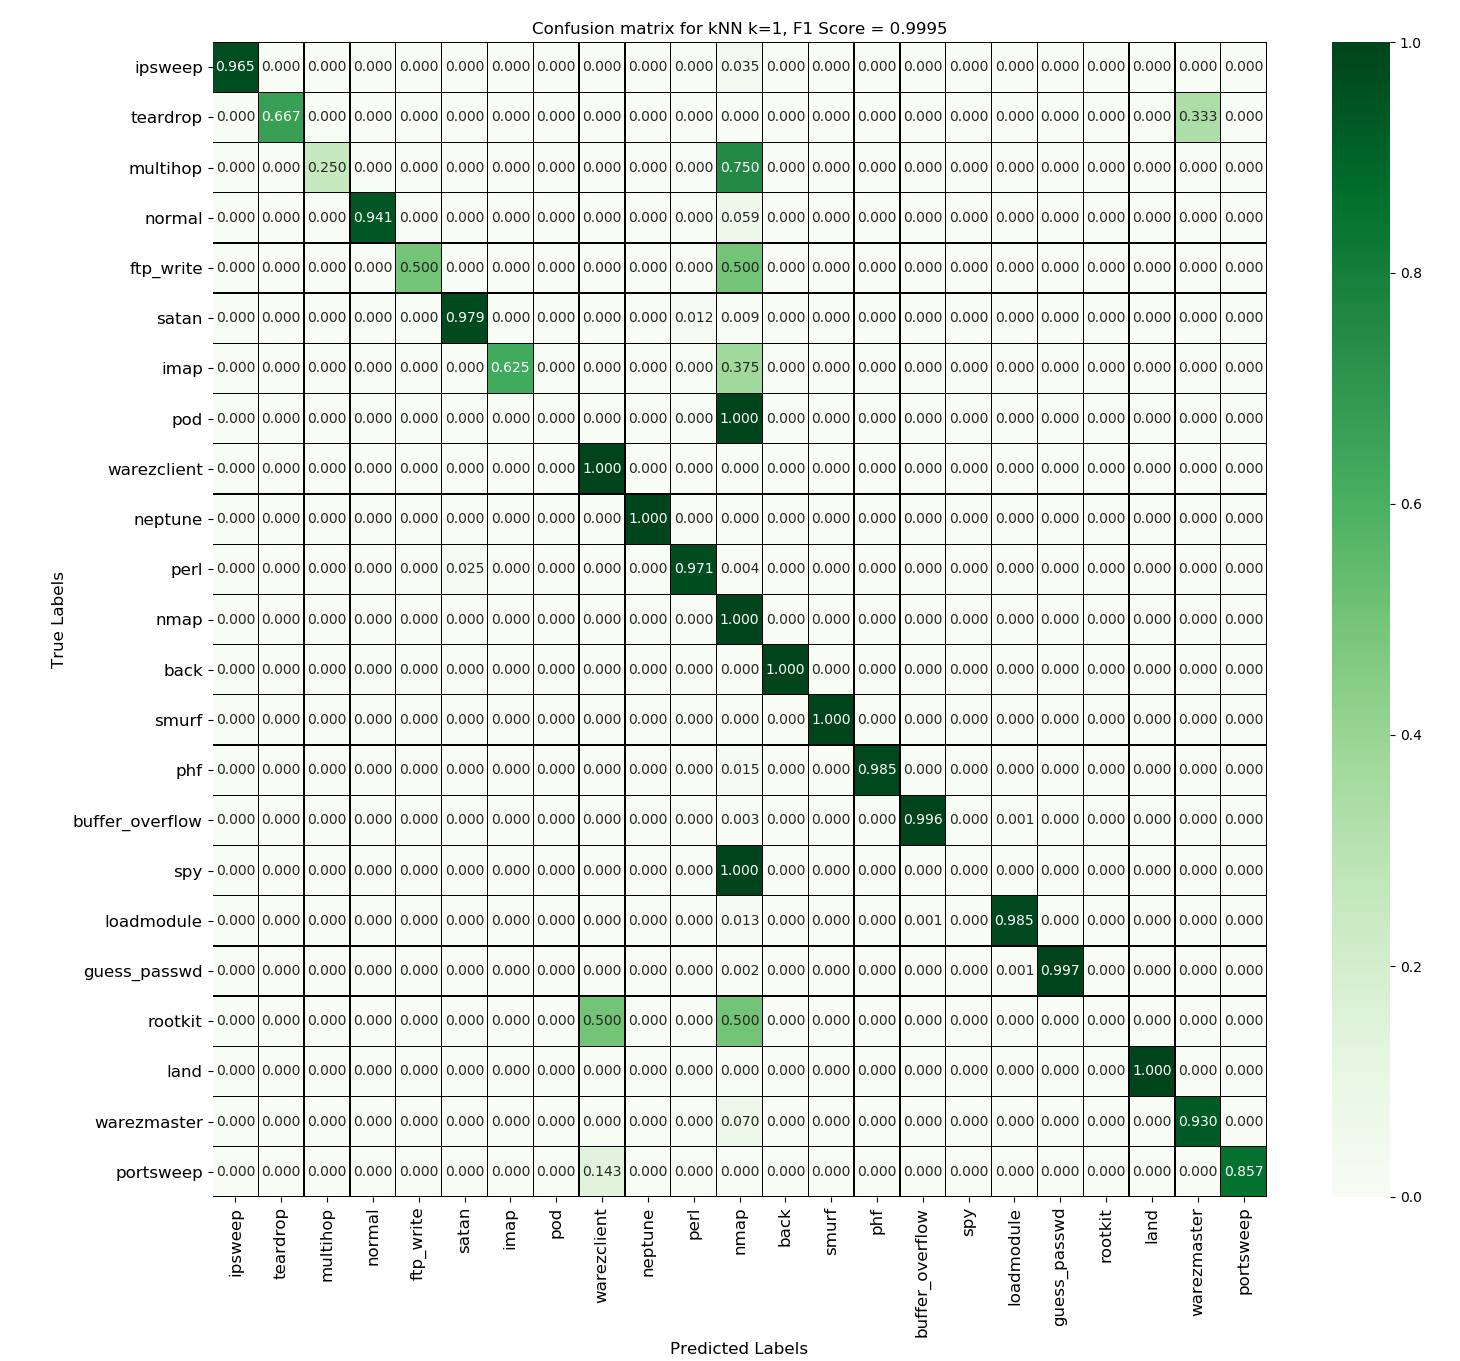 Confusion matrix for kNN k=1, F1 Score = 0.9995
ipsweep 0.965 0.000 0.000 0.000 0.000 0.000 0.000 0.000 0.000 0.000 0.000 0.035 0.000 0.000 0.000 0.000 0.000 0.000 0.000 0.000 0.000 0.000 0.000
teardrop 0.000 0.667 0.000 0.000 0.000 0.000 0.000 0.000 0.000 0.000 0.000 0.000 0.000 0.000 0.000 0.000 0.000 0.000 0.000 0.000 0.000 0.333 0.000
multihop 0.000 0.000 0.250 0.000 0.000 0.000 0.000 0.000 0.000 0.000 0.000 0.750 0.000 0.000 0.000 0.000 0.000 0.000 0.000 0.000 0.000 0.000 0.000
normal 0.000 0.000 0.000 0.941 0.000 0.000 0.000 0.000 0.000 0.000 0.000 0.059 0.000 0.000 0.000 0.000 0.000 0.000 0.000 0.000 0.000 0.000 0.000
ftp_write 0.000 0.000 0.000 0.000 0.500 0.000 0.000 0.000 0.000 0.000 0.000 0.500 0.000 0.000 0.000 0.000 0.000 0.000 0.000 0.000 0.000 0.000 0.000
satan 0.000 0.000 0.000 0.000 0.000 0.979 0.000 0.000 0.000 0.000 0.012 0.009 0.000 0.000 0.000 0.000 0.000 0.000 0.000 0.000 0.000 0.000 0.000
imap 0.000 0.000 0.000 0.000 0.000 0.000 0.625 0.000 0.000 0.000 0.000 0.375 0.000 0.000 0.000 0.000 0.000 0.000 0.000 0.000 0.000 0.000 0.000
pod 0.000 0.000 0.000 0.000 0.000 0.000 0.000 0.000 0.000 0.000 0.000 1.000 0.000 0.000 0.000 0.000 0.000 0.000 0.000 0.000 0.000 0.000 0.000
warezclient 0.000 0.000 0.000 0.000 0.000 0.000 0.000 0.000 1.000 0.000 0.000 0.000 0.000 0.000 0.000 0.000 0.000 0.000 0.000 0.000 0.000 0.000 0.000
neptune 0.000 0.000 0.000 0.000 0.000 0.000 0.000 0.000 0.000 1.000 0.000 0.000 0.000 0.000 0.000 0.000 0.000 0.000 0.000 0.000 0.000 0.000 0.000
perl 0.000 0.000 0.000 0.000 0.000 0.025 0.000 0.000 0.000 0.000 0.971 0.004 0.000 0.000 0.000 0.000 0.000 0.000 0.000 0.000 0.000 0.000 0.000
nmap 0.000 0.000 0.000 0.000 0.000 0.000 0.000 0.000 0.000 0.000 0.000 1.000 0.000 0.000 0.000 0.000 0.000 0.000 0.000 0.000 0.000 0.000 0.000
back 0.000 0.000 0.000 0.000 0.000 0.000 0.000 0.000 0.000 0.000 0.000 0.000 1.000 0.000 0.000 0.000 0.000 0.000 0.000 0.000 0.000 0.000 0.000
smurf 0.000 0.000 0.000 0.000 0.000 0.000 0.000 0.000 0.000 0.000 0.000 0.000 0.000 1.000 0.000 0.000 0.000 0.000 0.000 0.000 0.000 0.000 0.000
phf 0.000 0.000 0.000 0.000 0.000 0.000 0.000 0.000 0.000 0.000 0.000 0.015 0.000 0.000 0.985 0.000 0.000 0.000 0.000 0.000 0.000 0.000 0.000
buffer_overflow 0.000 0.000 0.000 0.000 0.000 0.000 0.000 0.000 0.000 0.000 0.000 0.003 0.000 0.000 0.000 0.996 0.000 0.001 0.000 0.000 0.000 0.000 0.000
spy 0.000 0.000 0.000 0.000 0.000 0.000 0.000 0.000 0.000 0.000 0.000 1.000 0.000 0.000 0.000 0.000 0.000 0.000 0.000 0.000 0.000 0.000 0.000
loadmodule 0.000 0.000 0.000 0.000 0.000 0.000 0.000 0.000 0.000 0.000 0.000 0.013 0.000 0.000 0.000 0.001 0.000 0.985 0.000 0.000 0.000 0.000 0.000
guess_passwd 0.000 0.000 0.000 0.000 0.000 0.000 0.000 0.000 0.000 0.000 0.000 0.002 0.000 0.000 0.000 0.000 0.000 0.001 0.997 0.000 0.000 0.000 0.000
rootkit 0.000 0.000 0.000 0.000 0.000 0.000 0.000 0.000 0.500 0.000 0.000 0.500 0.000 0.000 0.000 0.000 0.000 0.000 0.000 0.000 0.000 0.000 0.000
land 0.000 0.000 0.000 0.000 0.000 0.000 0.000 0.000 0.000 0.000 0.000 0.000 0.000 0.000 0.000 0.000 0.000 0.000 0.000 0.000 1.000 0.000 0.000
warezmaster 0.000 0.000 0.000 0.000 0.000 0.000 0.000 0.000 0.000 0.000 0.000 0.070 0.000 0.000 0.000 0.000 0.000 0.000 0.000 0.000 0.000 0.930 0.000
portsweep 0.000 0.000 0.000 0.000 0.000 0.000 0.000 0.000 0.143 0.000 0.000 0.000 0.000 0.000 0.000 0.000 0.000 0.000 0.000 0.000 0.000 0.000 0.857
True Labels
ipsweep teardrop multihop normal ftp_write satan imap pod warezclient neptune perl nmap back smurf phf buffer_overflow spy loadmodule guess_passwd rootkit land warezmaster portsweep
Predicted Labels
1.0
0.8
0.6
0.4
0.2
0.0